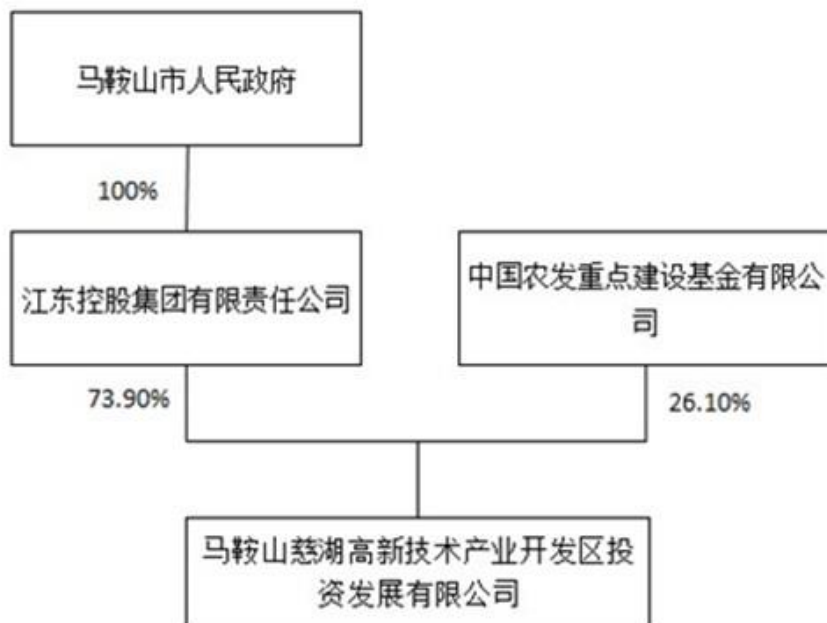 马鞍山市人民政府
100%
江东控股集团有限责任公司
中国农发重点建设基金有限公
司
73.90%
26.10%
马鞍山慈湖高新技术产业开发区投
资发展有限公司